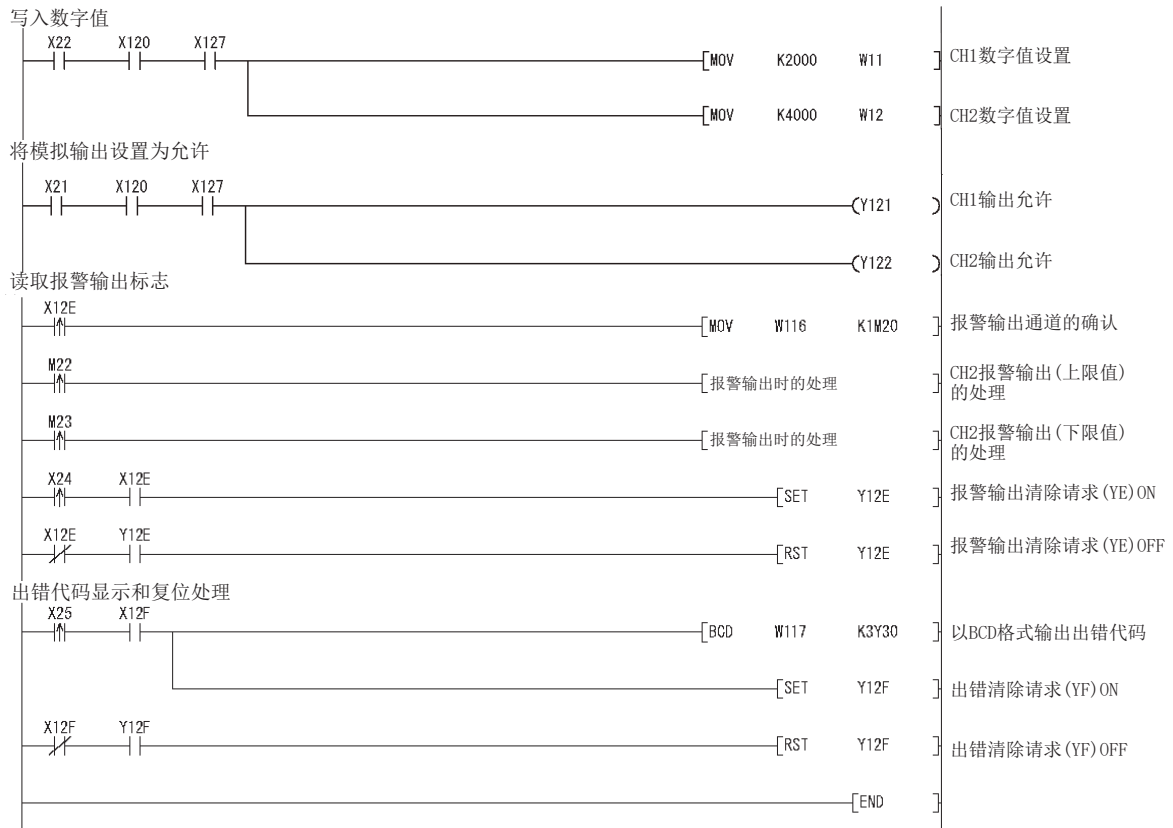 写入数字值
X22 X120 X127
MOV K2000 W11 CH1数字值设置
MOV K4000 W12 CH2数字值设置
将模拟输出设置为允许
X21 X120 X127
Y121 CH1输出允许
Y122 CH2输出允许
读取报警输出标志
X12E
MOV W116 K1M20 报警输出通道的确认
M22
报警输出时的处理 CH2报警输出(上限值)
的处理
M23
报警输出时的处理 CH2报警输出(下限值)
的处理
X24 X12E
SET Y12E 报警输出清除请求(YE)ON
X12E Y12E
RST Y12E 报警输出清除请求(YE)OFF
出错代码显示和复位处理
X25 X12F
BCD W117 K3Y30 以BCD格式输出出错代码
SET Y12F 出错清除请求(YF)ON
X12F Y12F
RST Y12F 出错清除请求(YF)OFF
END